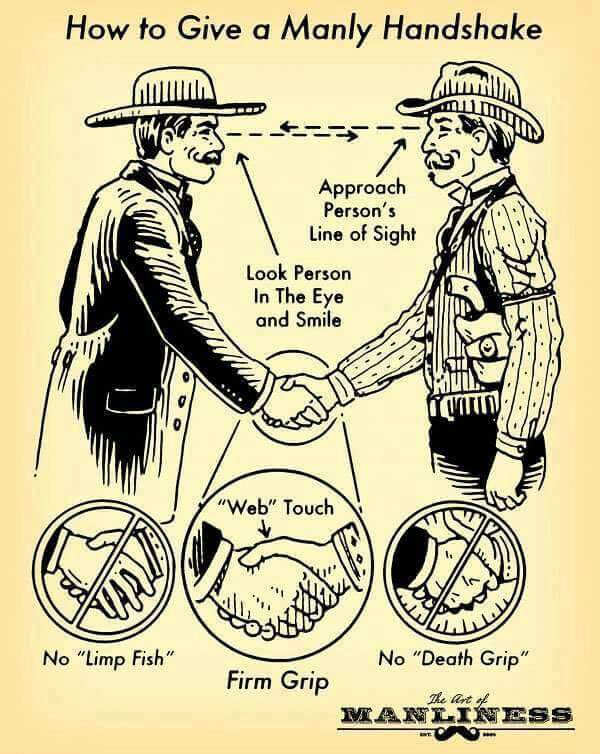 How to Give a Manly Handshake
Approach
Person's
Line of Sight
Look Person
In The Eye
and Smile
"Web" Touch
No "Limp Fish"
Firm Grip
No "Death Grip"
The Art of
MANLINESS